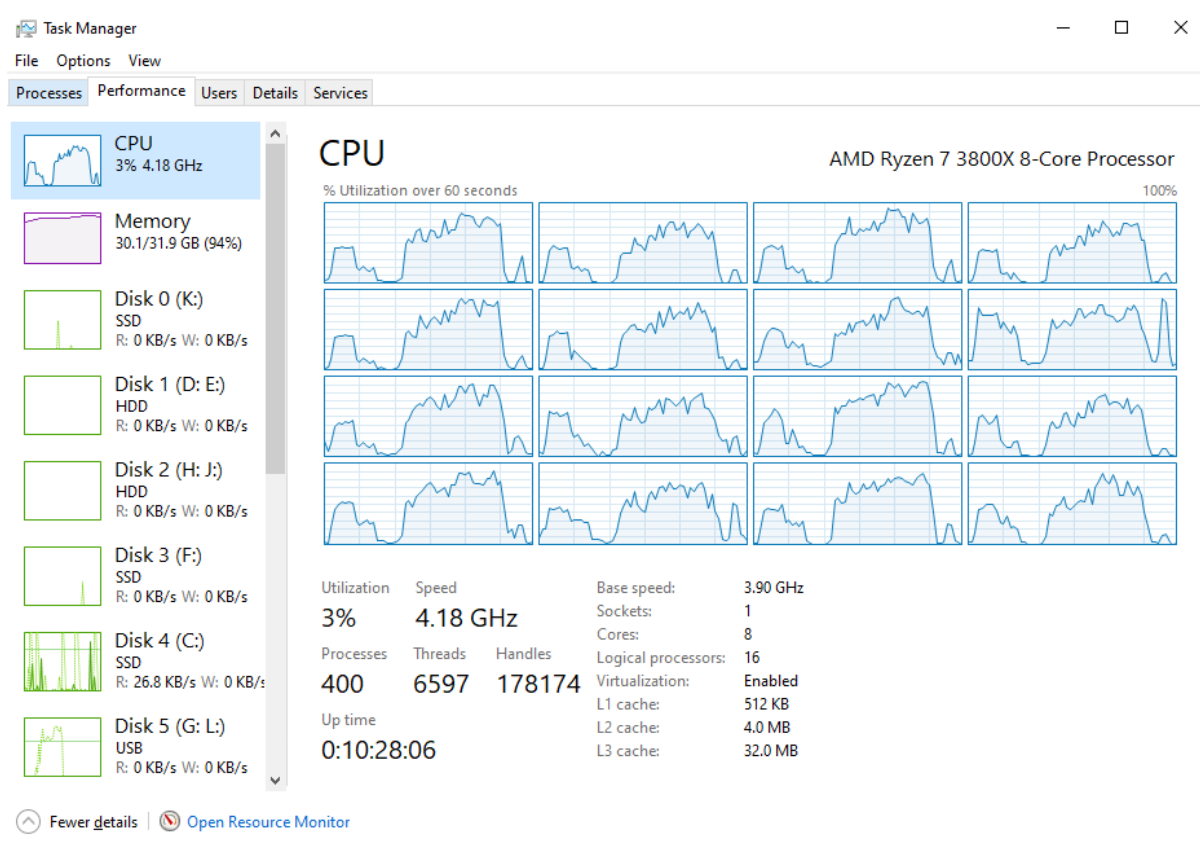 Task Manager
File Options View
Processes Performance Users Details Services
CPU
3% 4.18 GHz
Memory
30.1/31.9 GB (94%)
Disk 0 (K:)
SSD
R: 0 KB/s W: 0 KB/s
Disk 1 (D: E:)
HDD
R: 0 KB/s W: 0 KB/s
Disk 2 (H: J:)
HDD
R: 0 KB/s W: 0 KB/s
Disk 3 (F:)
SSD
R: 0 KB/s W: 0 KB/s
Disk 4 (C:)
SSD
R: 26.8 KB/s W: 0 KB/s
Disk 5 (G: L:)
USB
R: 0 KB/s W: 0 KB/s
CPU
AMD Ryzen 7 3800X 8-Core Processor
% Utilization over 60 seconds 100%
Utilization Speed
3% 4.18 GHz
Processes Threads Handles
400 6597 178174
Up time
0:10:28:06
Base speed: 3.90 GHz
Sockets: 1
Cores: 8
Logical processors: 16
Virtualization: Enabled
L1 cache: 512 KB
L2 cache: 4.0 MB
L3 cache: 32.0 MB
Fewer details Open Resource Monitor